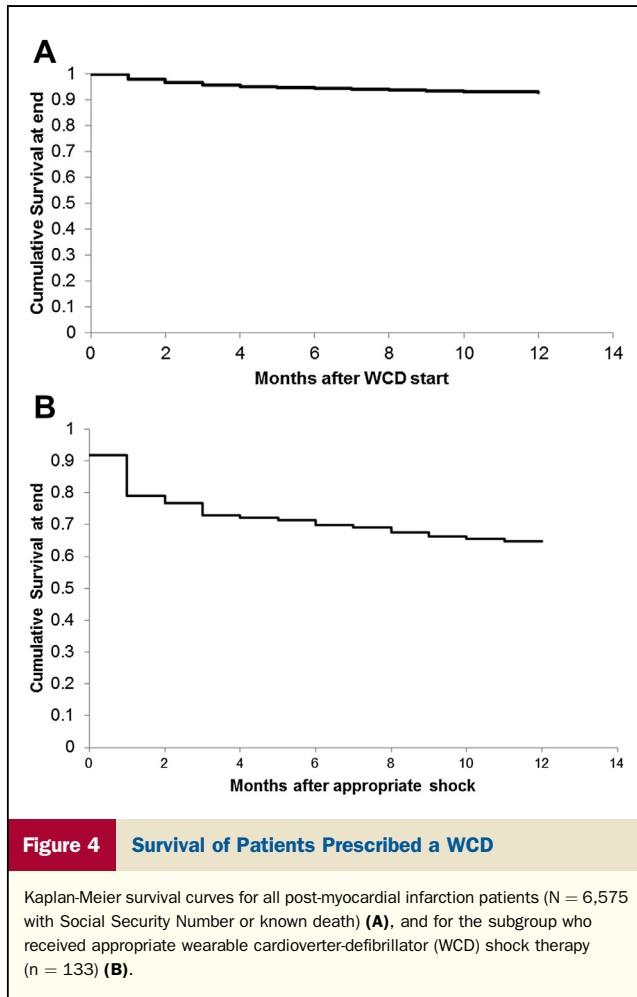 A
1
0.9
0.8
0.7
0.6
0.5
0.4
0.3
0.2
0.1
0
Cumulative Survival at end
0 2 4 6 8 10 12 14
Months after WCD start
B
1
0.9
0.8
0.7
0.6
0.5
0.4
0.3
0.2
0.1
0
Cumulative Survival at end
0 2 4 6 8 10 12 14
Months after appropriate shock
Figure 4 Survival of Patients Prescribed a WCD
Kaplan-Meier survival curves for all post-myocardial infarction patients (N = 6,575
with Social Security Number or known death) (A), and for the subgroup who
received appropriate wearable cardioverter-defibrillator (WCD) shock therapy
(n = 133) (B).